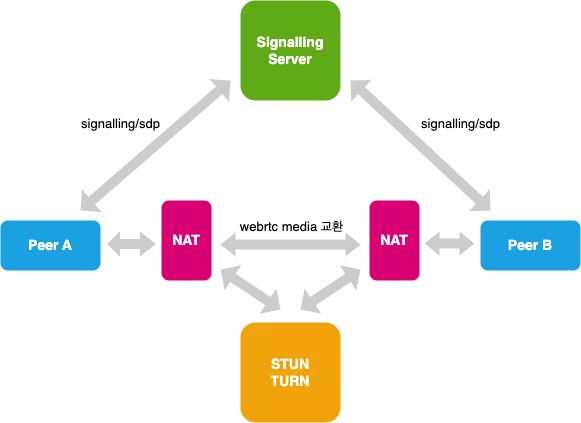 Signalling
Server
signalling/sdp
signalling/sdp
Peer A
NAT
webrtc media 교환
NAT
Peer B
STUN
TURN